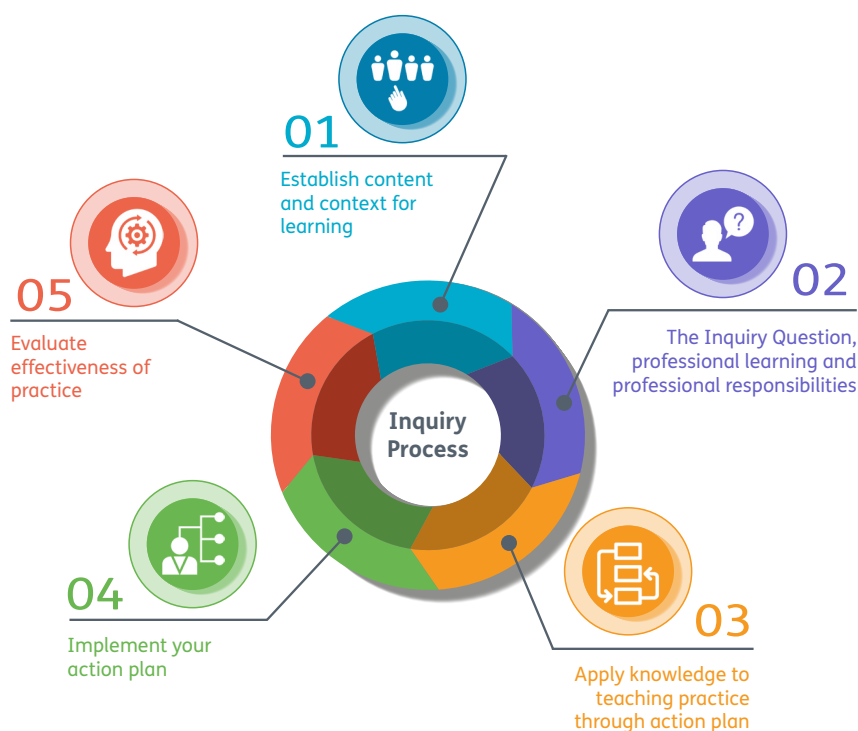 01
Establish content
and context for
learning
02
The Inquiry Question,
professional learning and
professional responsibilities
03
Apply knowledge to
teaching practice
through action plan
04
Implement your
action plan
05
Evaluate
effectiveness of
practice
Inquiry
Process
?